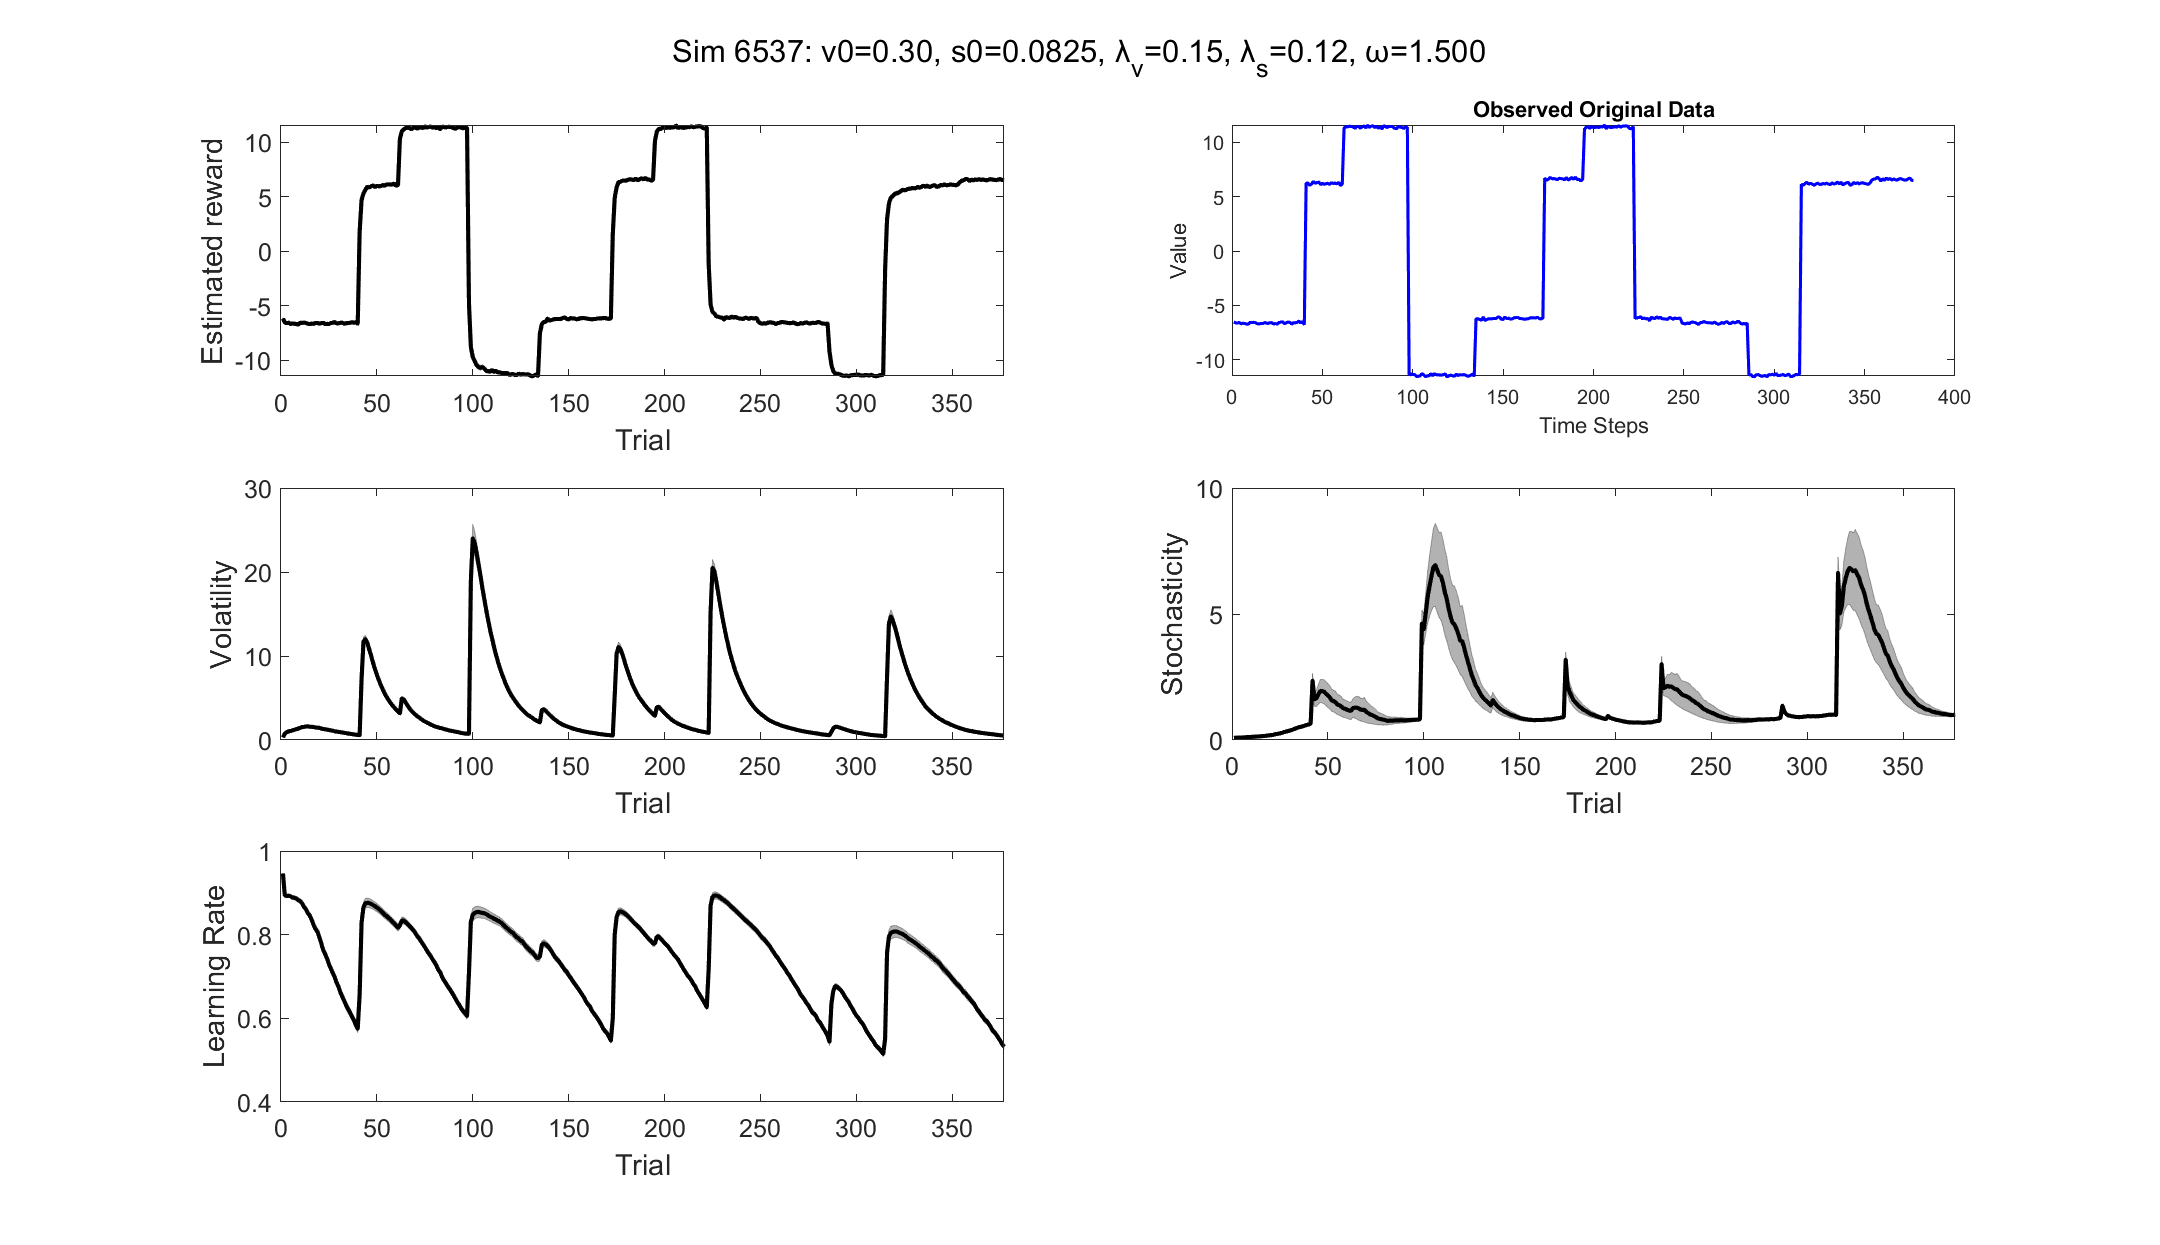 Sim 6537: v0=0.30, s0=0.0825, λ_v=0.15, λ_s=0.12, ω=1.500
Estimated reward
10
5
0
-5
-10
0 50 100 150 200 250 300 350
Trial
Observed Original Data
Value
10
5
0
-5
-10
0 50 100 150 200 250 300 350 400
Time Steps
Volatility
30
20
10
0
0 50 100 150 200 250 300 350
Trial
Stochasticity
10
5
0
0 50 100 150 200 250 300 350
Trial
Learning Rate
1
0.8
0.6
0.4
0 50 100 150 200 250 300 350
Trial